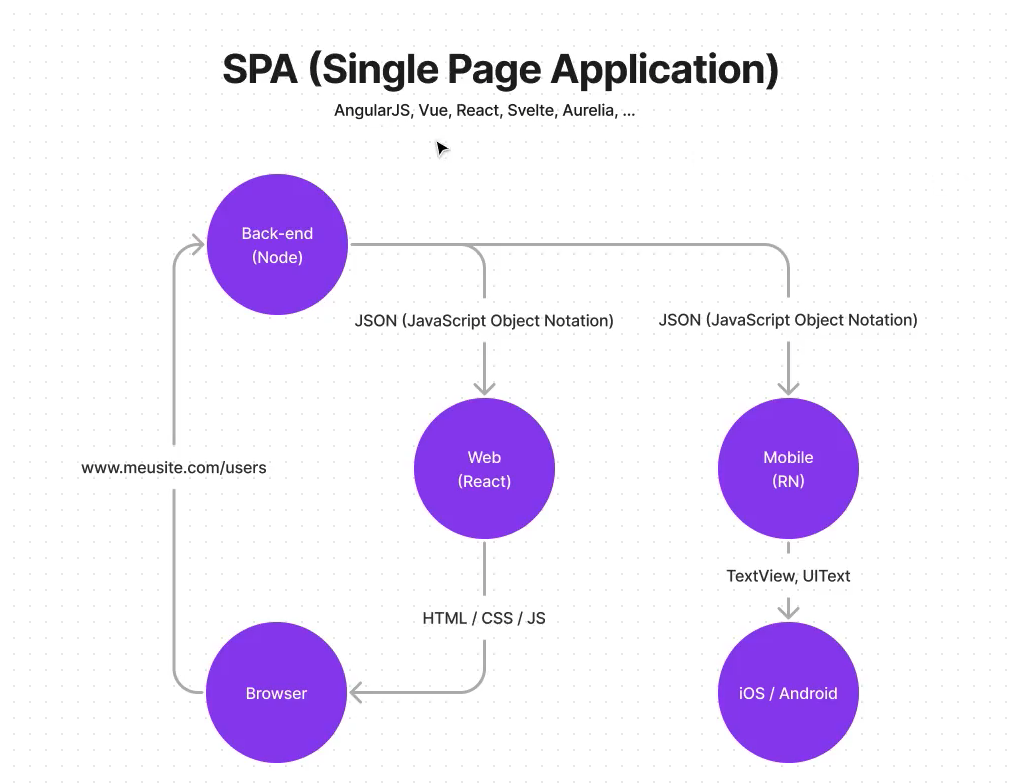 SPA (Single Page Application)
AngularJS, Vue, React, Svelte, Aurelia, ...
Back-end
(Node)
JSON (JavaScript Object Notation)
JSON (JavaScript Object Notation)
www.meusite.com/users
Web
(React)
Mobile
(RN)
TextView, UIText
HTML / CSS / JS
Browser
iOS / Android